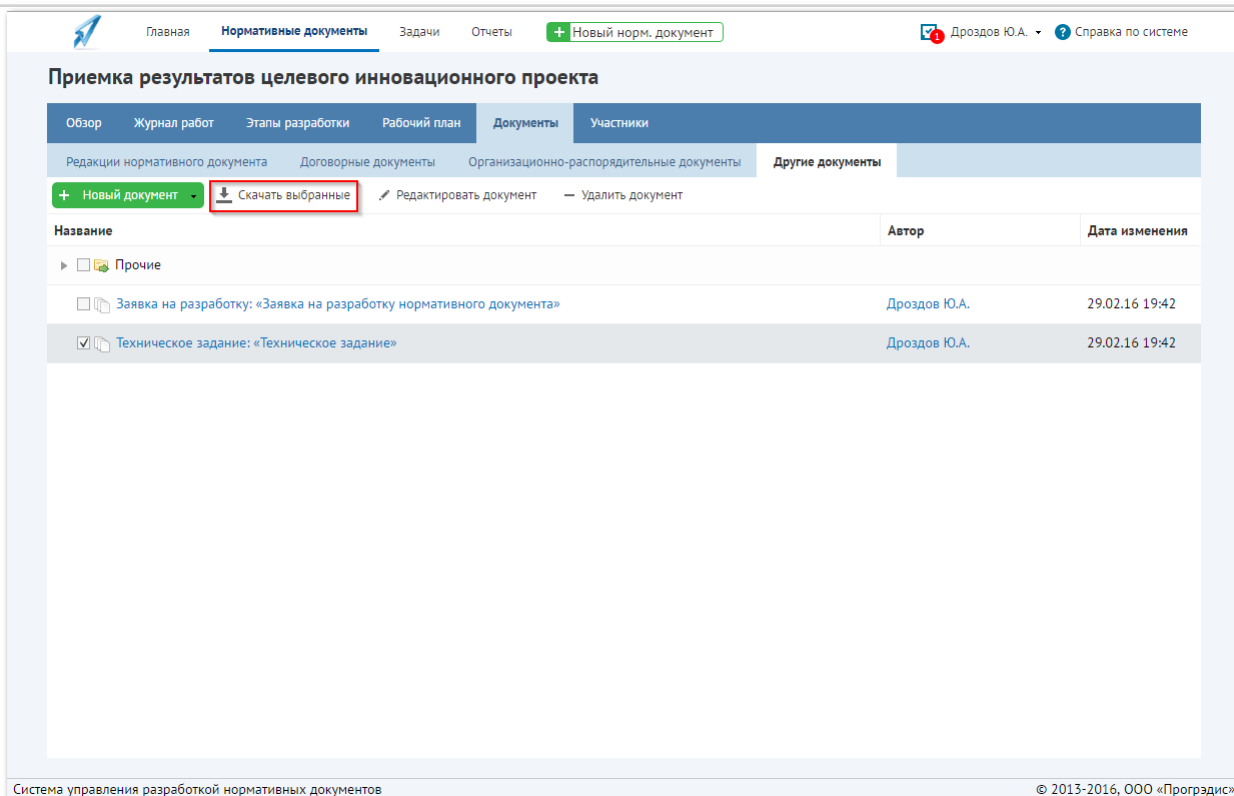 Главная Нормативные документы Задачи Отчеты + Новый норм. документ 1 Дроздов Ю.А. ? Справка по системе
Приемка результатов целевого инновационного проекта
Обзор Журнал работ Этапы разработки Рабочий план Документы Участники
Редакции нормативного документа Договорные документы Организационно-распорядительные документы Другие документы
+ Новый документ Скачать выбранные Редактировать документ — Удалить документ
Название Автор Дата изменения
Прочие
Заявка на разработку: «Заявка на разработку нормативного документа» Дроздов Ю.А. 29.02.16 19:42
Техническое задание: «Техническое задание» Дроздов Ю.А. 29.02.16 19:42
Система управления разработкой нормативных документов © 2013-2016, ООО «Прогрэдис»